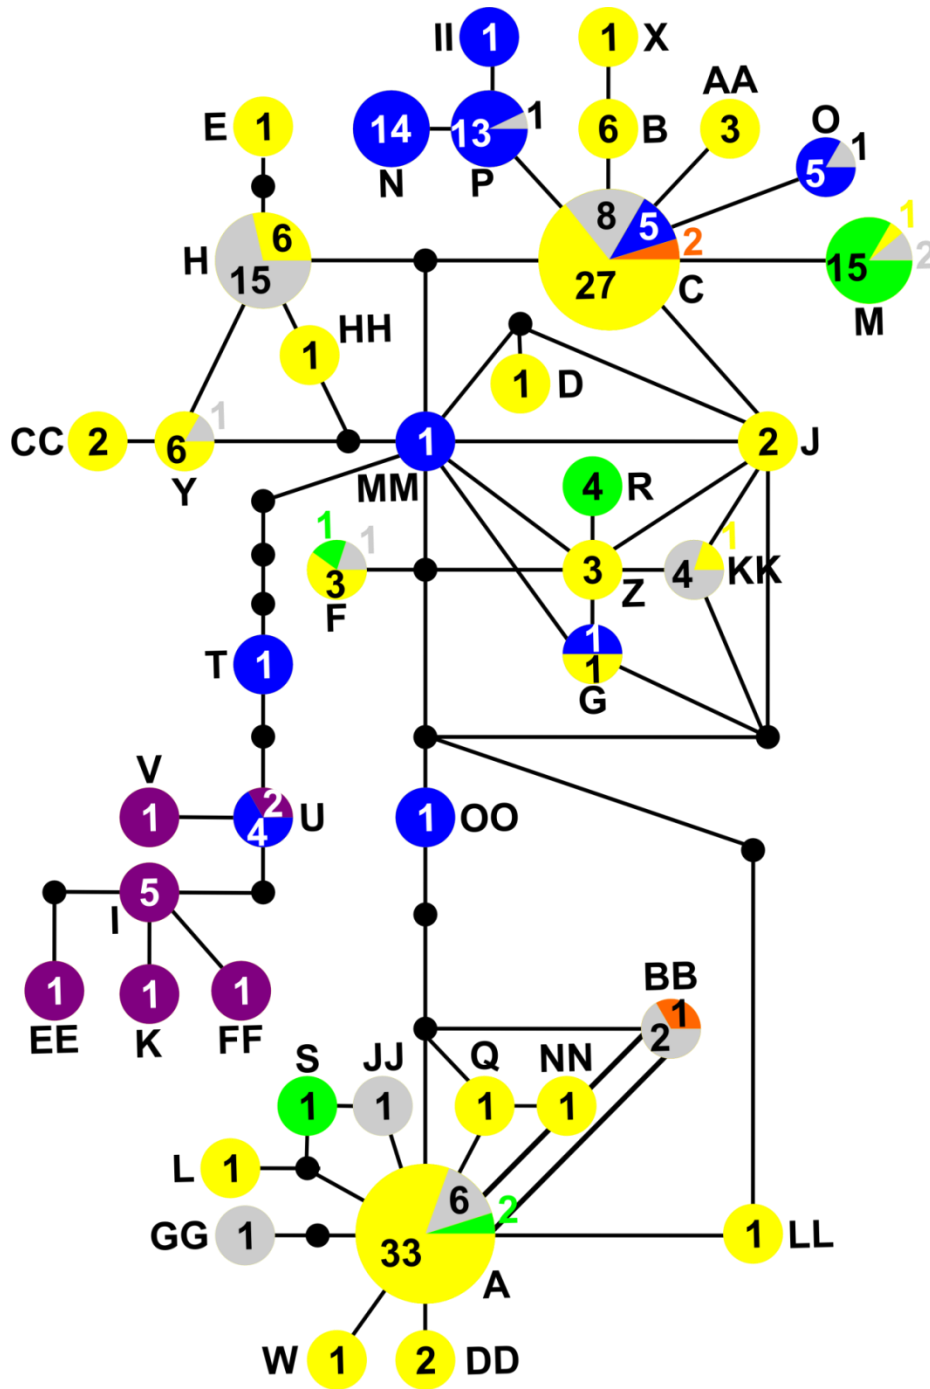 II 1 1 X
AA
E 1 14 13 1 6 B 3 O
5 1
N P
8 5 2 1
H 6 15 27 C 15 2
M
HH
1
1 D
CC 2 6 1 1 2 J
Y MM
4 R
1 1 1
3 3 4 KK
F Z
1
1
T 1 G
V
1 2 4 U 1 OO
5
I
BB
1 1 1 1 2
EE K FF
S JJ Q NN
1 1 1 1
L 1
6 2
GG 1 33 1 LL
A
W 1 2 DD